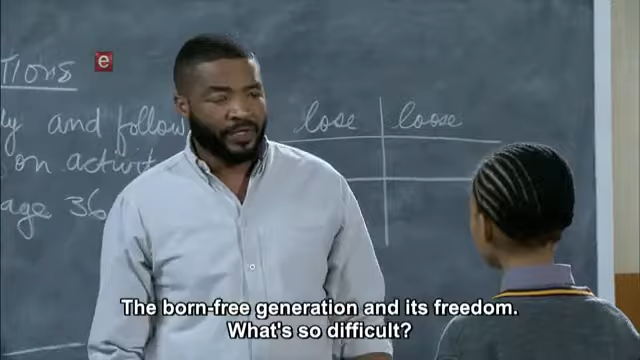 tions
e
lose loose
ly and follow
on activit
age 36
The born-free generation and its freedom.
What's so difficult?